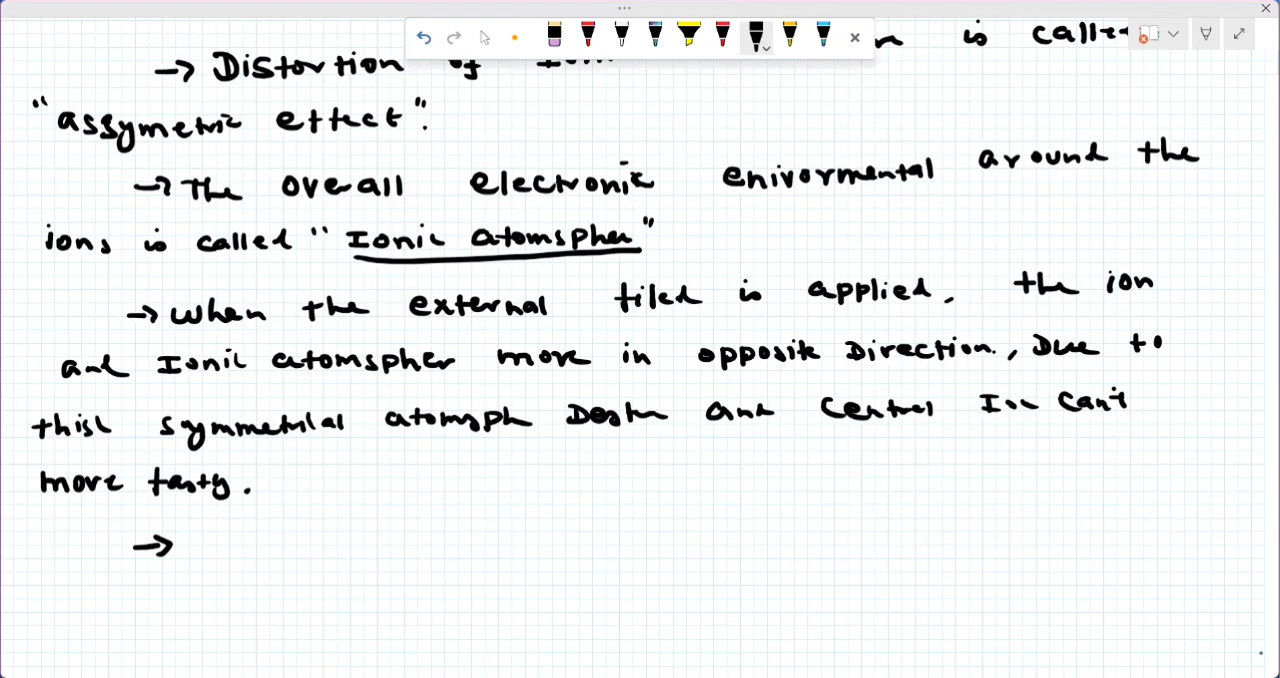 → Distortion of is called
"assymetric effect".
→ The overall electronic enivormental around the
ions is called "Ionic atomspher"
→ when the external filed is applied, the ion
and Ionic atomspher move in opposite Direction., Due to
this symmetrial atomsph and central Ion can't
move fasty.
→